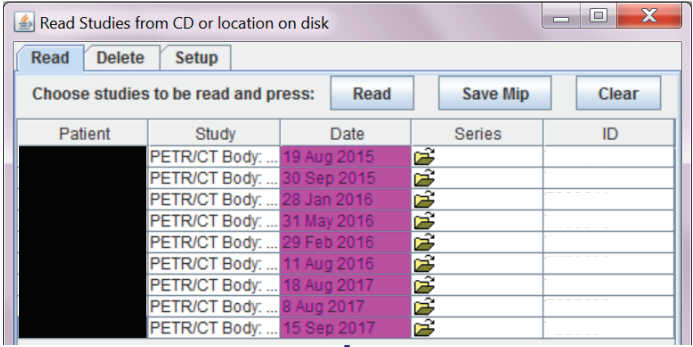 Read Studies from CD or location on disk
Read Delete Setup
Choose studies to be read and press: Read Save Mip Clear
Patient Study Date Series ID
PETR/CT Body: ... 19 Aug 2015
PETR/CT Body: ... 30 Sep 2015
PETR/CT Body: ... 28 Jan 2016
PETR/CT Body: ... 31 May 2016
PETR/CT Body: ... 29 Feb 2016
PETR/CT Body: ... 11 Aug 2016
PETR/CT Body: ... 18 Aug 2017
PETR/CT Body: ... 8 Aug 2017
PETR/CT Body: ... 15 Sep 2017